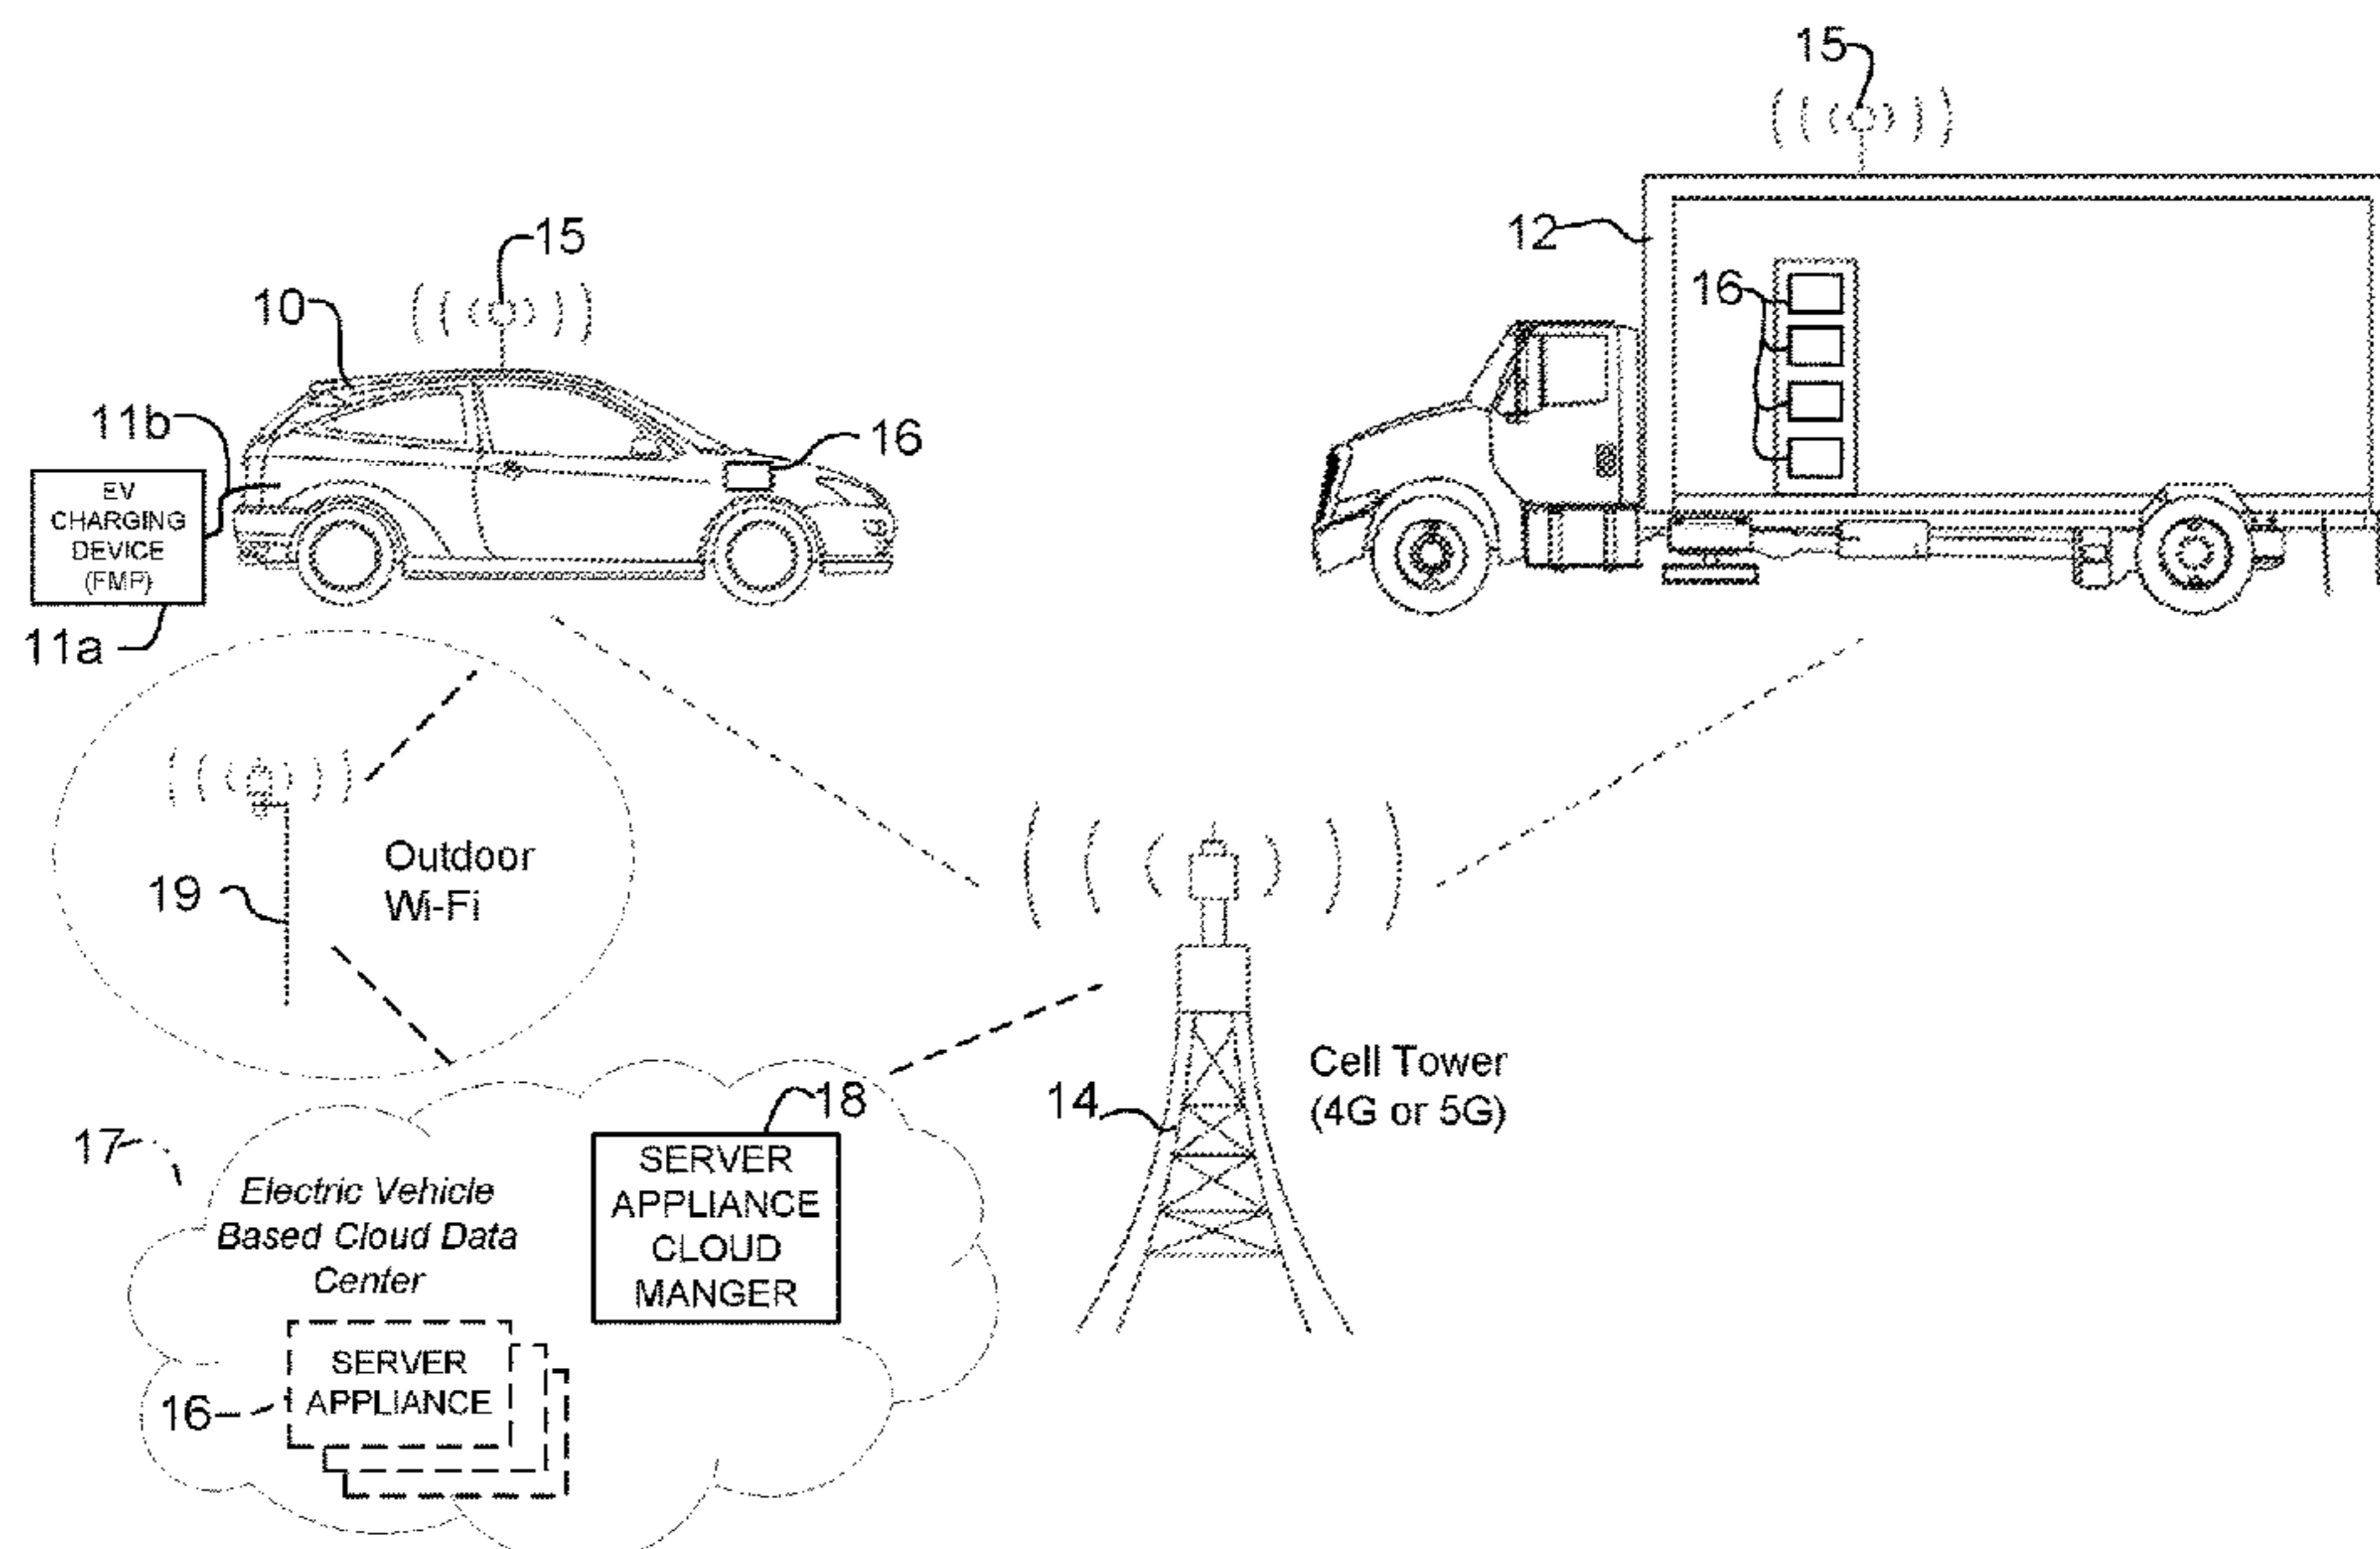 15
15
12
10
16
11b
16
EV
CHARGING
DEVICE
(FMP)
11a
Outdoor
Wi-Fi
19
Cell Tower
(4G or 5G)
14
18
17
SERVER
APPLIANCE
CLOUD
MANGER
Electric Vehicle
Based Cloud Data
Center
SERVER
APPLIANCE
16